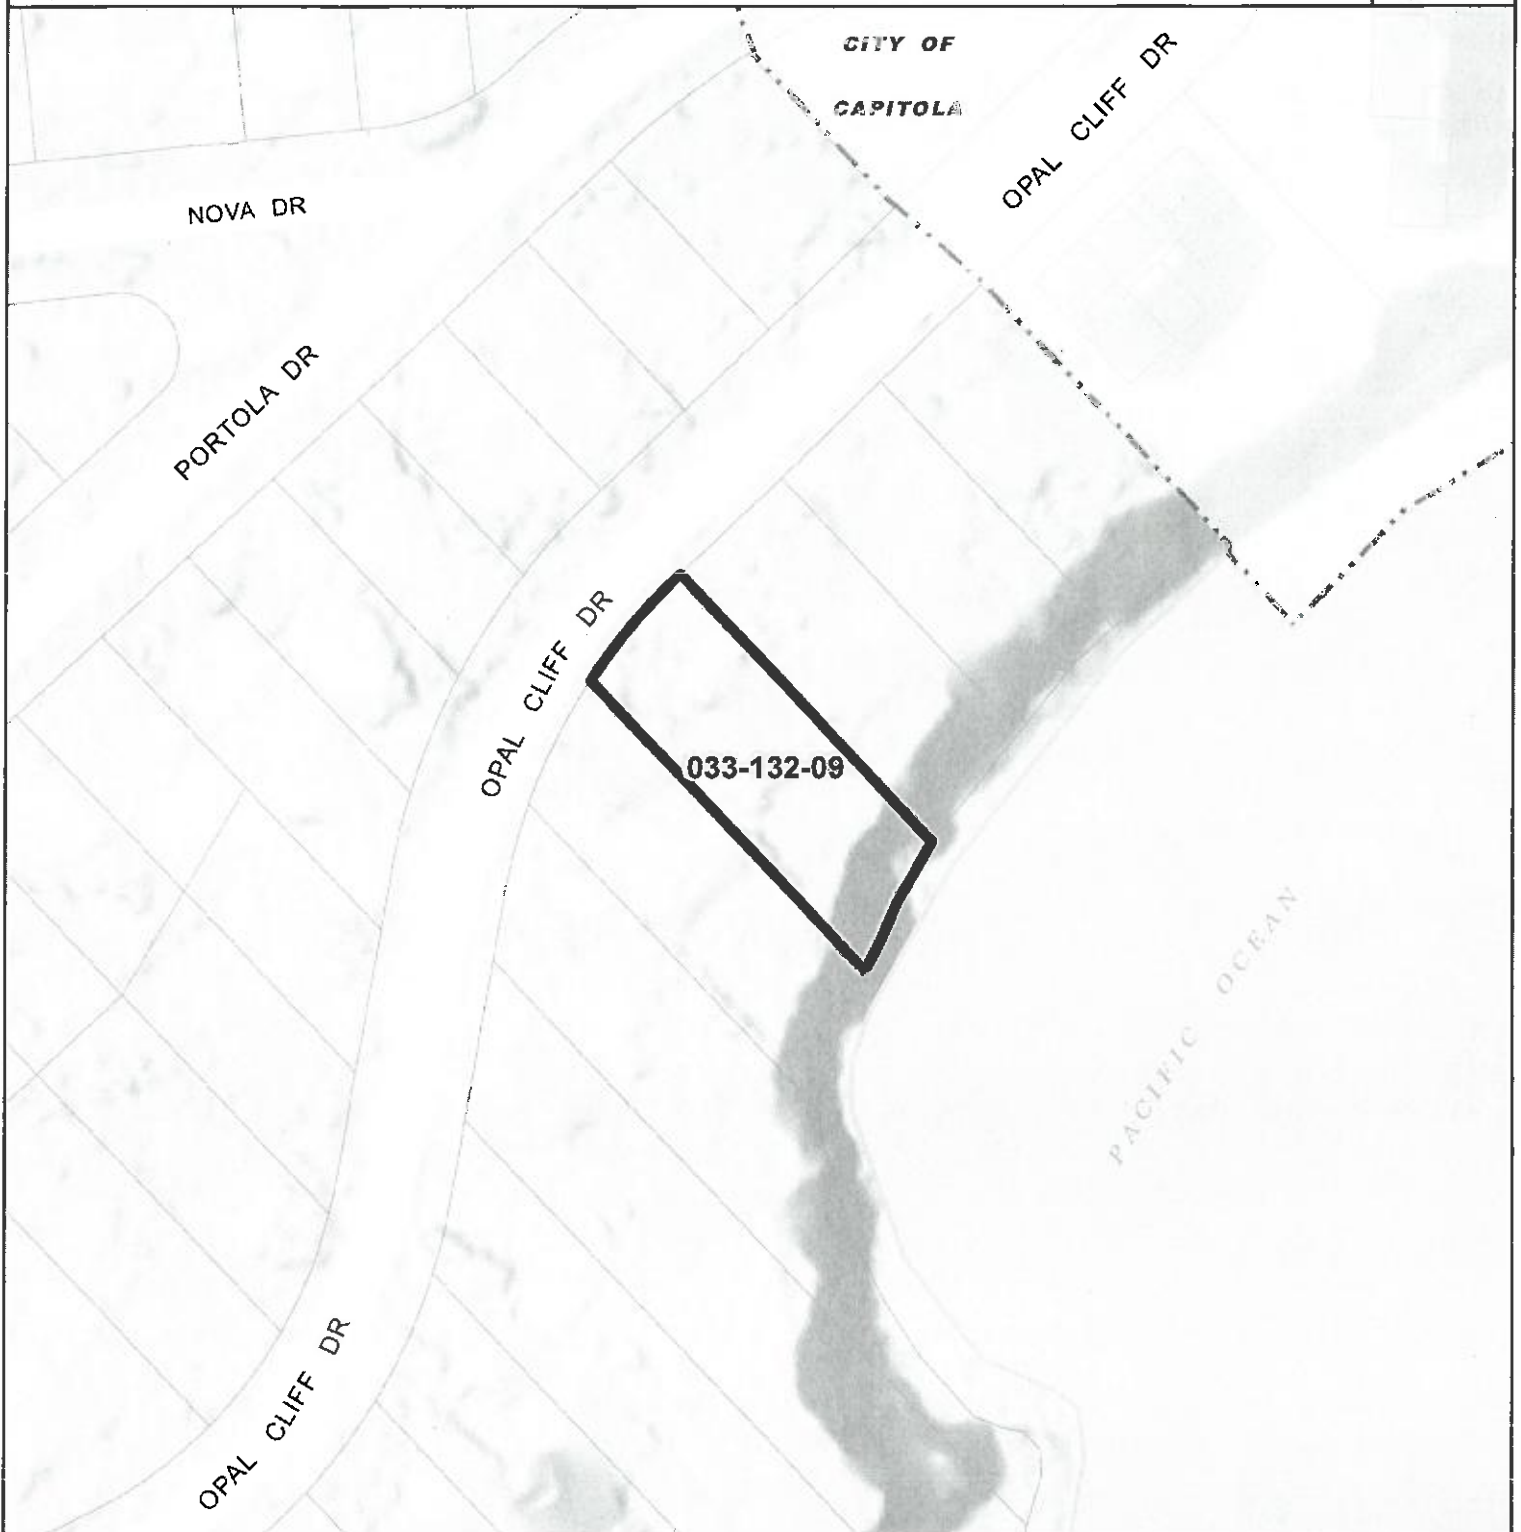 CITY OF
CAPITOLA
OPAL CLIFF DR
NOVA DR
PORTOLA DR
OPAL CLIFF DR
033-132-09
PACIFIC OCEAN
OPAL CLIFF DR